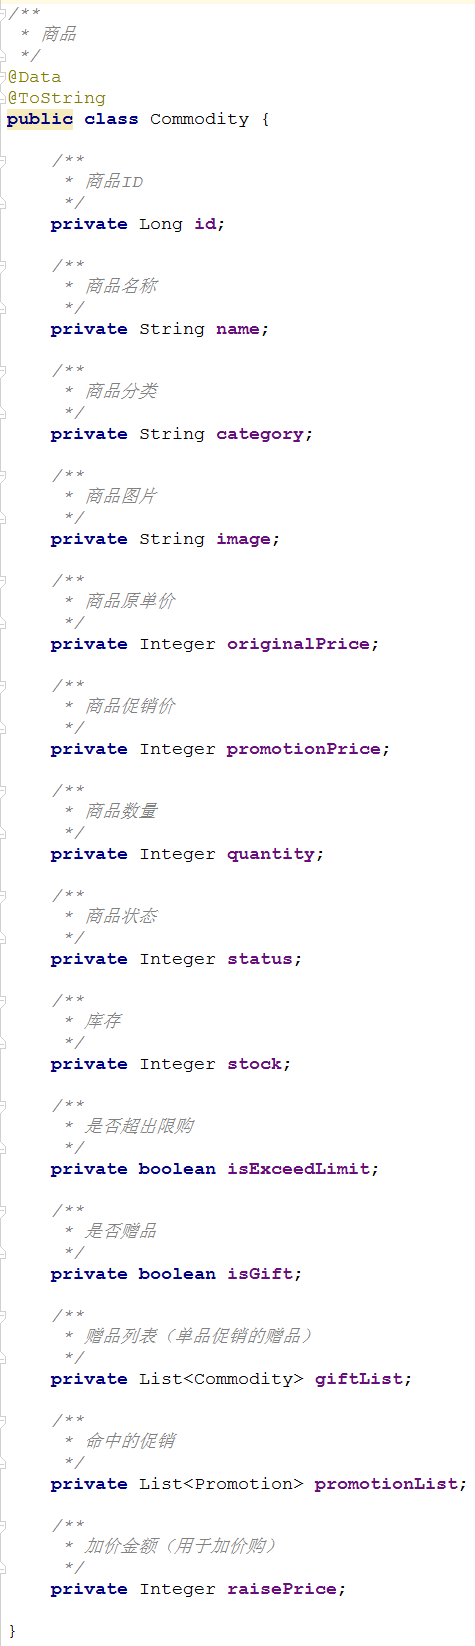 /**
 * 商品
 */
@Data
@ToString
public class Commodity {

    /**
     * 商品ID
     */
    private Long id;

    /**
     * 商品名称
     */
    private String name;

    /**
     * 商品分类
     */
    private String category;

    /**
     * 商品图片
     */
    private String image;

    /**
     * 商品原单价
     */
    private Integer originalPrice;

    /**
     * 商品促销价
     */
    private Integer promotionPrice;

    /**
     * 商品数量
     */
    private Integer quantity;

    /**
     * 商品状态
     */
    private Integer status;

    /**
     * 库存
     */
    private Integer stock;

    /**
     * 是否超出限购
     */
    private boolean isExceedLimit;

    /**
     * 是否赠品
     */
    private boolean isGift;

    /**
     * 赠品列表（单品促销的赠品）
     */
    private List<Commodity> giftList;

    /**
     * 命中的促销
     */
    private List<Promotion> promotionList;

    /**
     * 加价金额（用于加价购）
     */
    private Integer raisePrice;

}